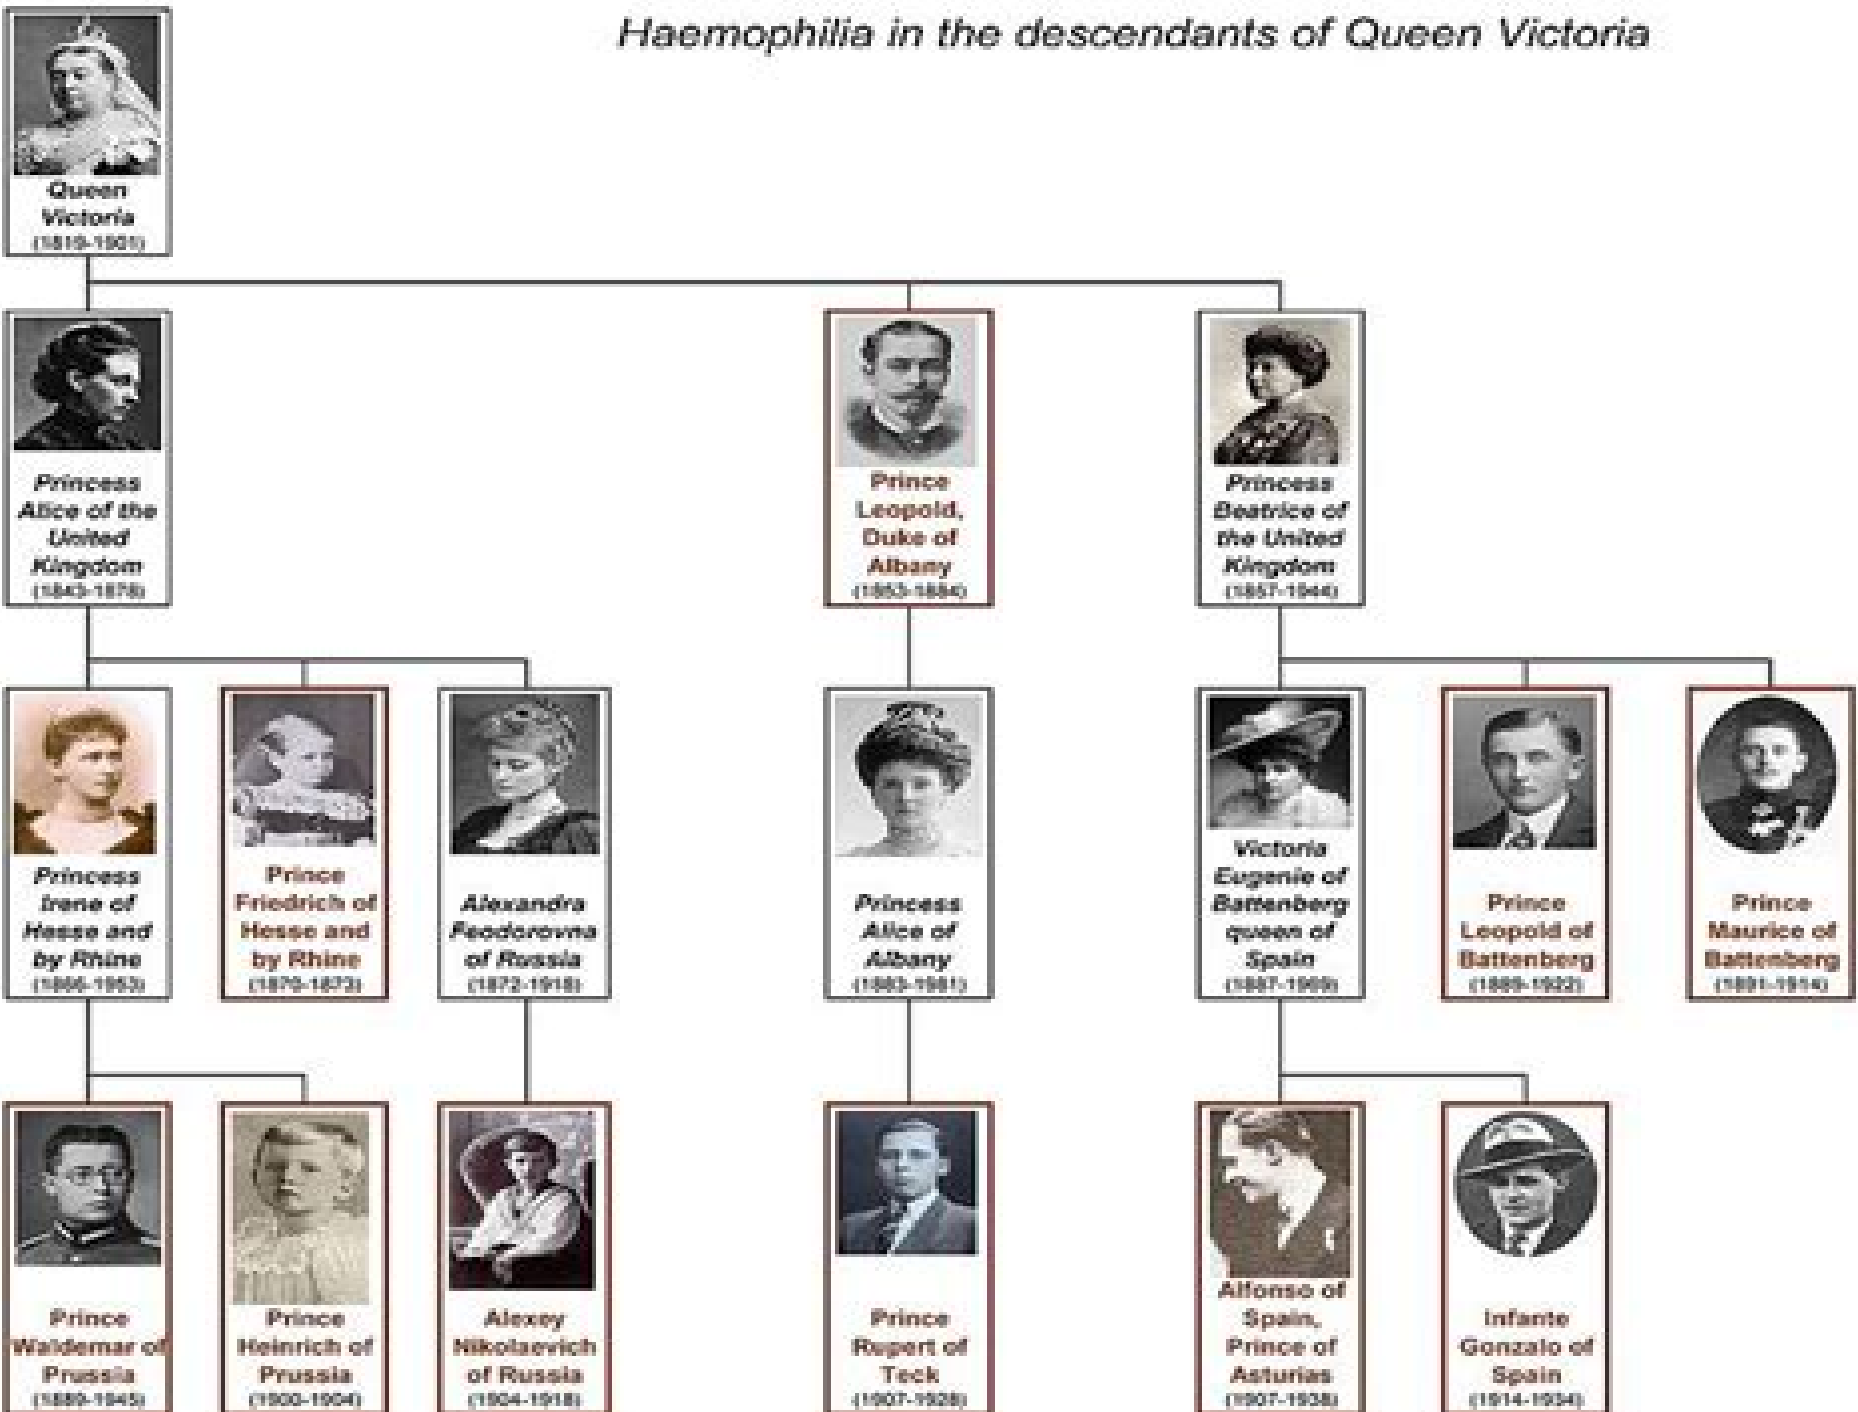 Haemophilia in the descendants of Queen Victoria
Queen
Victoria
(1819-1901)
Princess
Alice of the
United
Kingdom
(1843-1878)
Prince
Leopold,
Duke of
Albany
(1853-1884)
Princess
Beatrice of
the United
Kingdom
(1857-1944)
Princess
Irene of
Hesse and
by Rhine
(1866-1953)
Prince
Friedrich of
Hesse and
by Rhine
(1870-1873)
Alexandra
Feodorovna
of Russia
(1872-1918)
Princess
Alice of
Albany
(1883-1981)
Victoria
Eugenie of
Battenberg
queen of
Spain
(1887-1969)
Prince
Leopold of
Battenberg
(1889-1922)
Prince
Maurice of
Battenberg
(1891-1914)
Prince
Waldemar of
Prussia
(1889-1945)
Prince
Heinrich of
Prussia
(1900-1904)
Alexey
Nikolaevich
of Russia
(1904-1918)
Prince
Rupert of
Teck
(1907-1928)
Alfonso of
Spain,
Prince of
Asturias
(1907-1938)
Infante
Gonzalo of
Spain
(1914-1934)